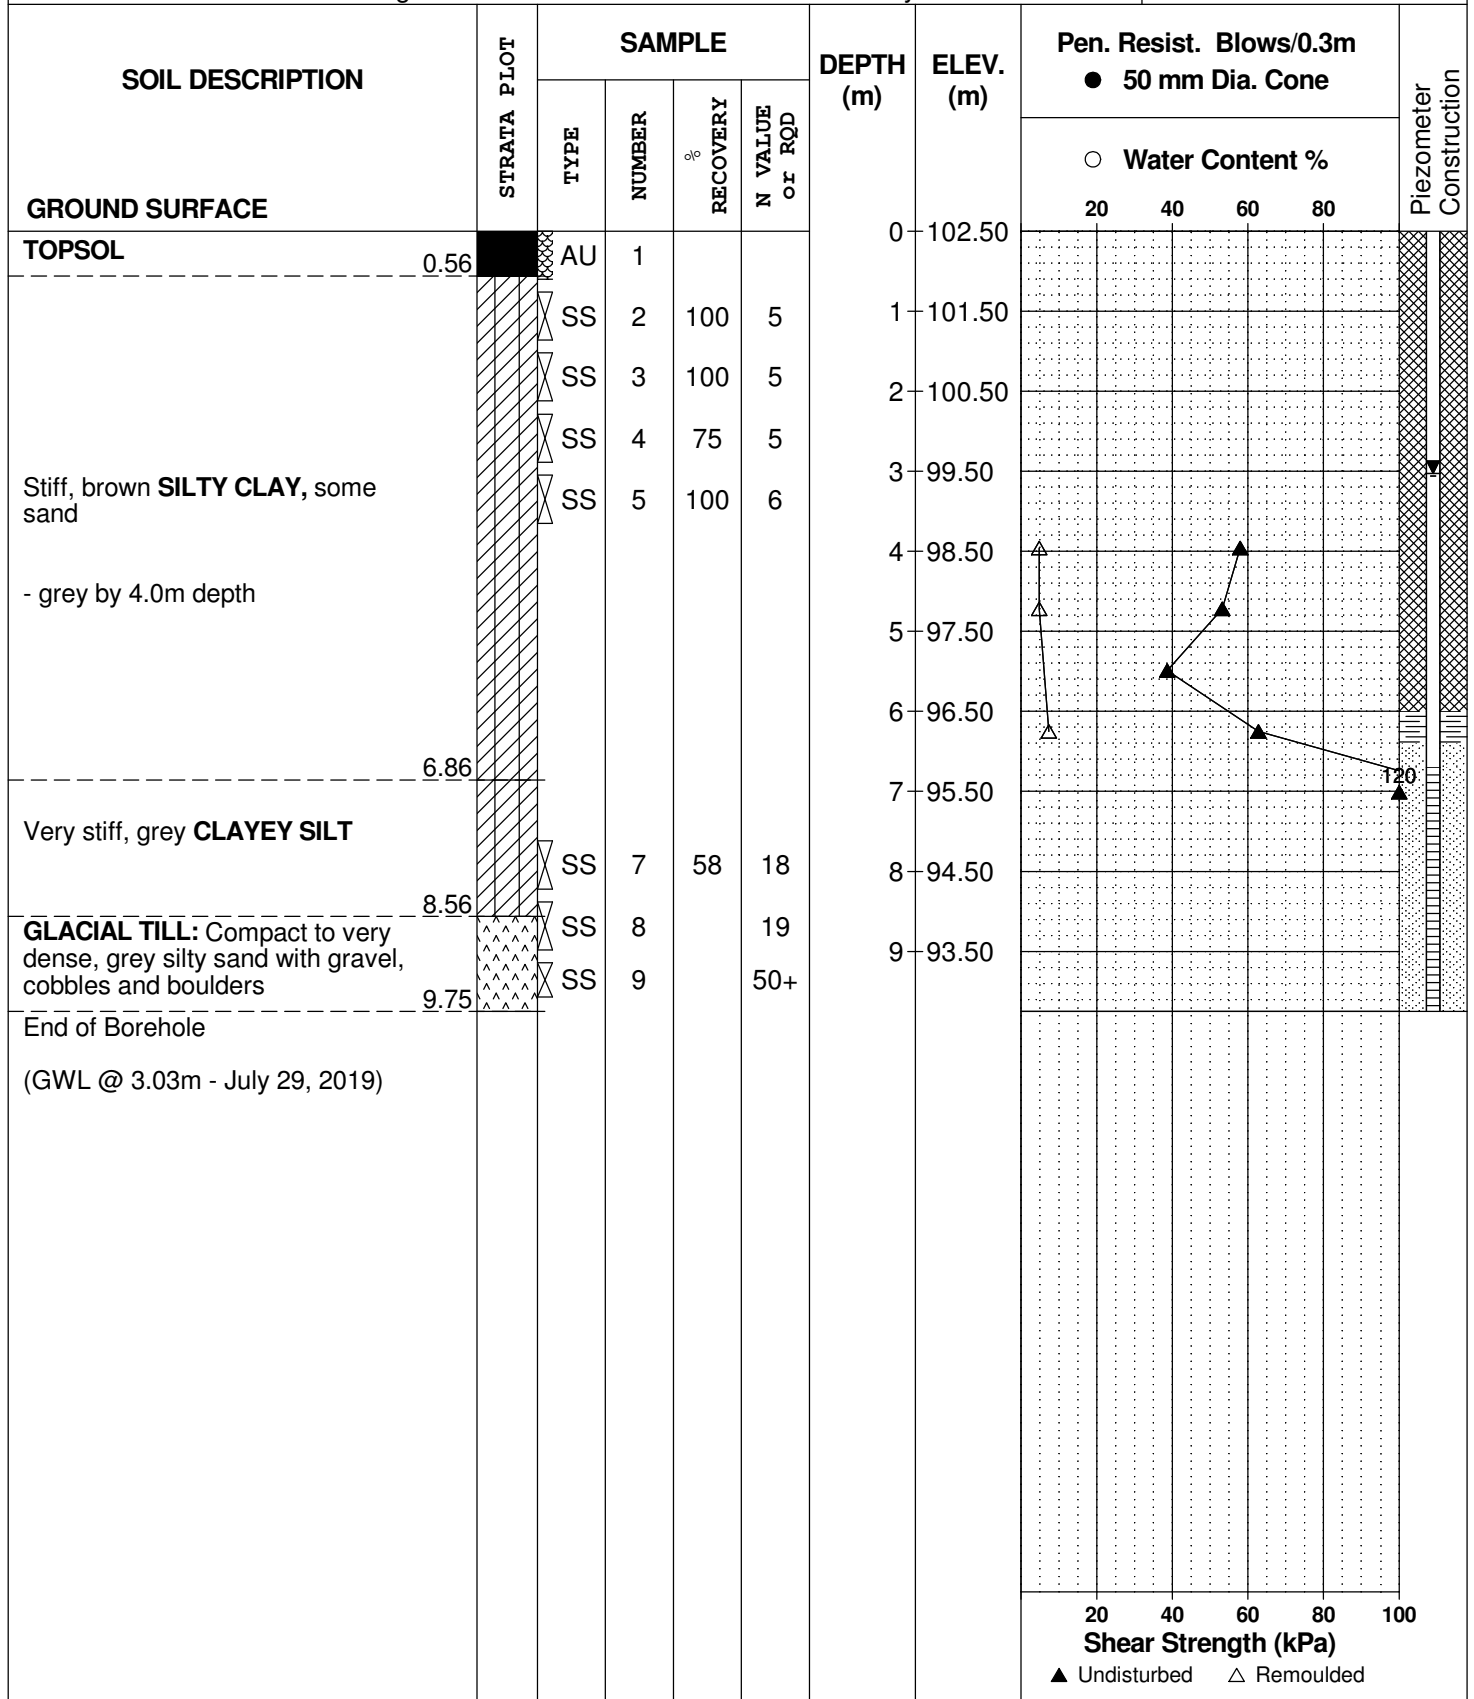 SOIL DESCRIPTION
GROUND SURFACE
STRATA PLOT
SAMPLE
TYPE
NUMBER
% RECOVERY
N VALUE or RQD
DEPTH (m)
ELEV. (m)
Pen. Resist. Blows/0.3m
● 50 mm Dia. Cone
○ Water Content %
20 40 60 80
Piezometer Construction
0 102.50
TOPSOL
0.56
AU 1
SS 2 100 5
1 101.50
SS 3 100 5
2 100.50
SS 4 75 5
3 99.50
Stiff, brown SILTY CLAY, some
sand
SS 5 100 6
4 98.50
- grey by 4.0m depth
5 97.50
6 96.50
6.86
120
7 95.50
Very stiff, grey CLAYEY SILT
SS 7 58 18
8 94.50
8.56
GLACIAL TILL: Compact to very
dense, grey silty sand with gravel,
cobbles and boulders
SS 8 19
9 93.50
SS 9 50+
9.75
End of Borehole
(GWL @ 3.03m - July 29, 2019)
20 40 60 80 100
Shear Strength (kPa)
▲ Undisturbed △ Remoulded